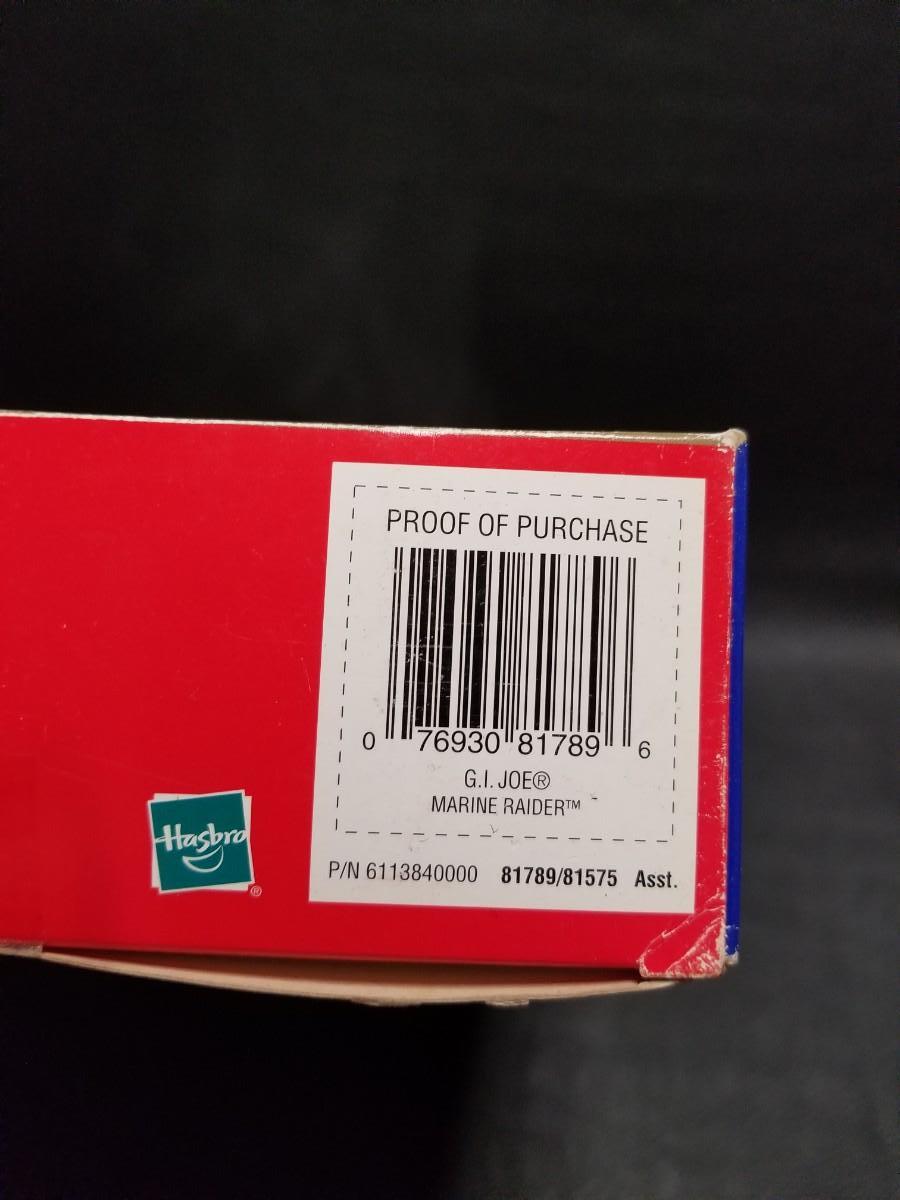 PROOF OF PURCHASE
0 76930 81789 6
G.I. JOE®
MARINE RAIDER™
Hasbro
®
P/N 6113840000 81789/81575 Asst.